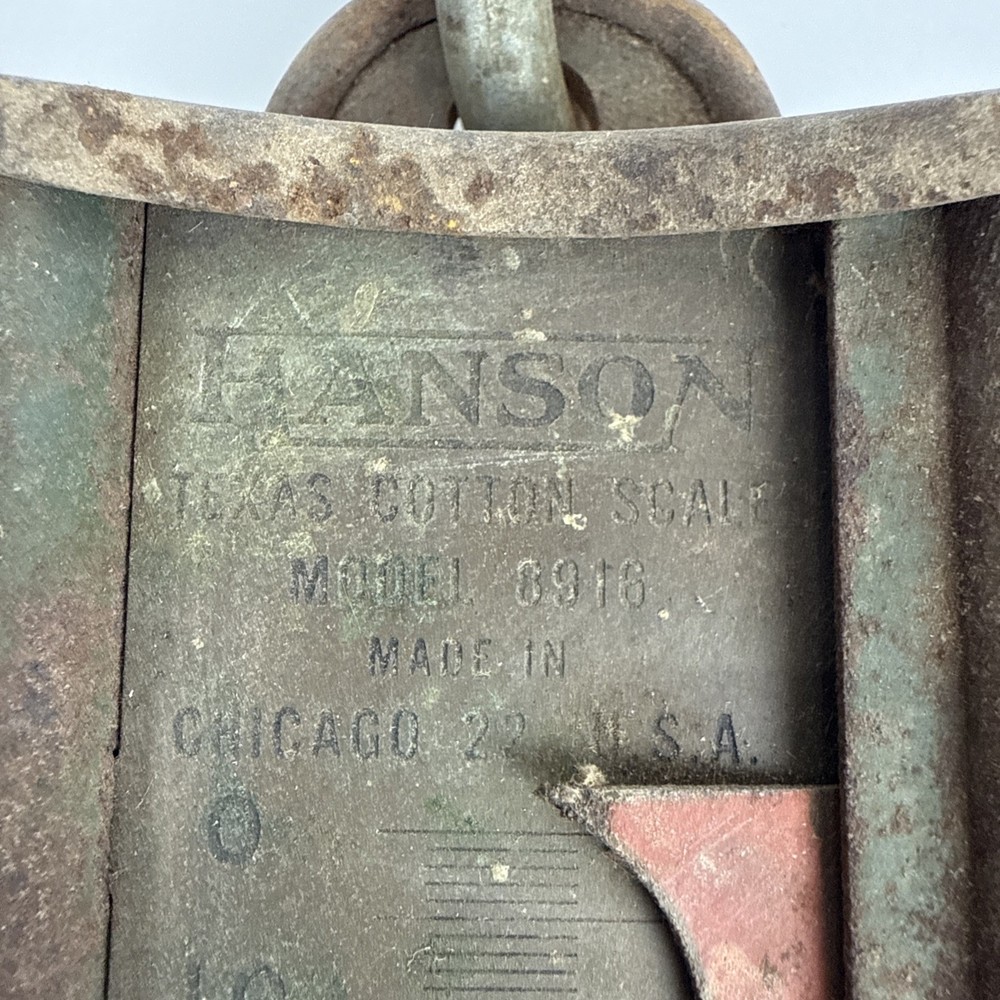 HANSON
TEXAS COTTON SCALE
MODEL 8916
MADE IN
CHICAGO 22 U.S.A.
0
10